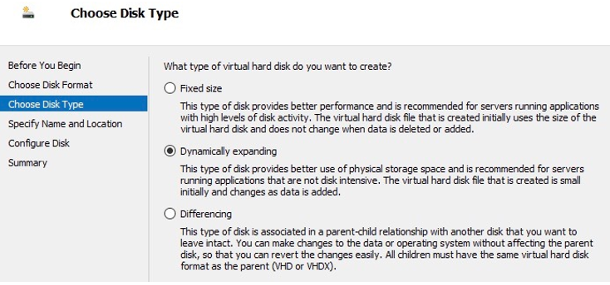 Choose Disk Type
Before You Begin
Choose Disk Format
Choose Disk Type
Specify Name and Location
Configure Disk
Summary
What type of virtual hard disk do you want to create?
Fixed size
This type of disk provides better performance and is recommended for servers running applications
with high levels of disk activity. The virtual hard disk file that is created initially uses the size of the
virtual hard disk and does not change when data is deleted or added.
Dynamically expanding
This type of disk provides better use of physical storage space and is recommended for servers
running applications that are not disk intensive. The virtual hard disk file that is created is small
initially and changes as data is added.
Differencing
This type of disk is associated in a parent-child relationship with another disk that you want to
leave intact. You can make changes to the data or operating system without affecting the parent
disk, so that you can revert the changes easily. All children must have the same virtual hard disk
format as the parent (VHD or VHDX).